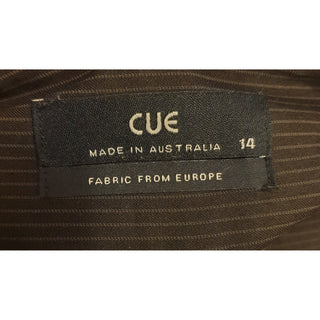 CUE
MADE IN AUSTRALIA 14
FABRIC FROM EUROPE